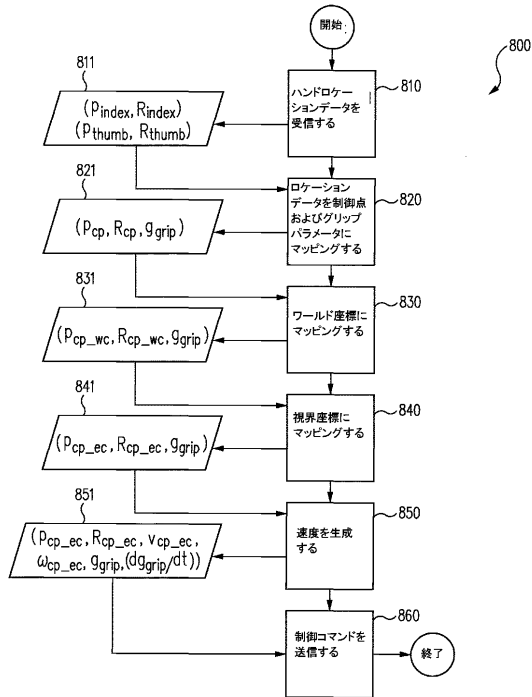 開始
800
811
810
ハンドロケー
ションデータを
受信する
(pindex, Rindex)
(pthumb, Rthumb)
821
820
ロケーション
データを制御点
およびグリップ
パラメータに
マッピングする
(pcp, Rcp, ggrip)
831
830
ワールド座標に
マッピングする
(pcp_wc, Rcp_wc, ggrip)
841
840
視界座標に
マッピングする
(pcp_ec, Rcp_ec, ggrip)
851
850
速度を生成
する
(pcp_ec, Rcp_ec, vcp_ec,
ωcp_ec, ggrip, (dggrip/dt))
860
制御コマンドを
送信する
終了